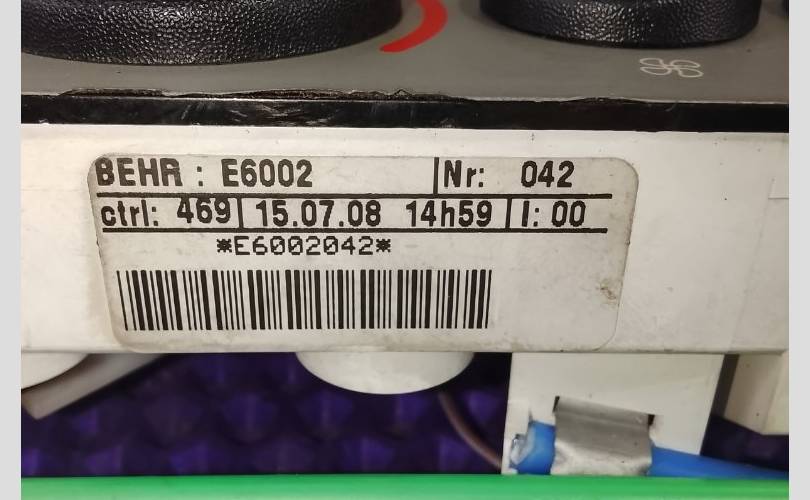 BEHR : E6002 Nr: 042
ctrl: 469 15.07.08 14h59 I: 00
*E6002042*